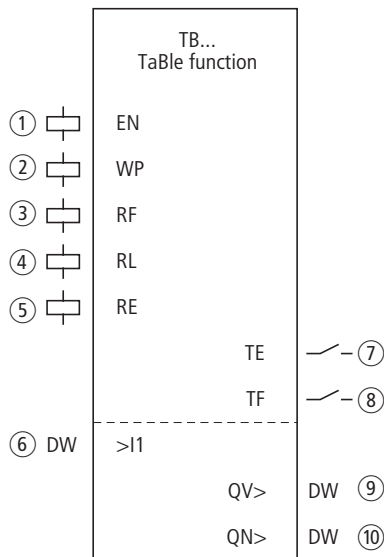 TB...
TaBle function
① EN
② WP
③ RF
④ RL
⑤ RE
TE ⑦
TF ⑧
⑥ DW >I1
QV> DW ⑨
QN> DW ⑩